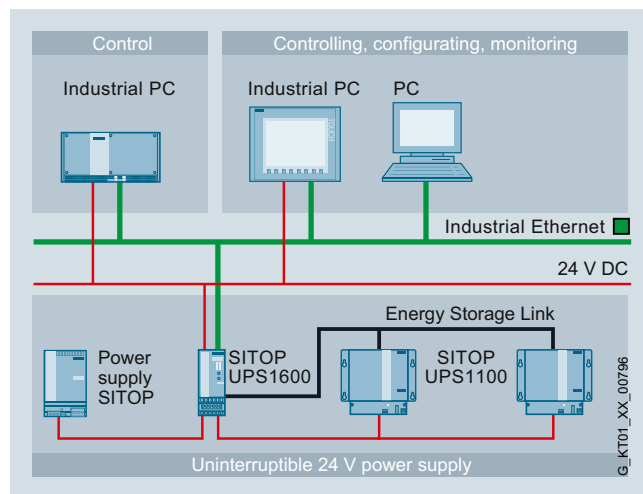 Control
Controlling, configurating, monitoring
Industrial PC
Industrial PC
PC
Industrial Ethernet
24 V DC
Energy Storage Link
Power
supply
SITOP
SITOP
UPS1600
SITOP
UPS1100
Uninterruptible 24 V power supply
G_KT01_XX_00796